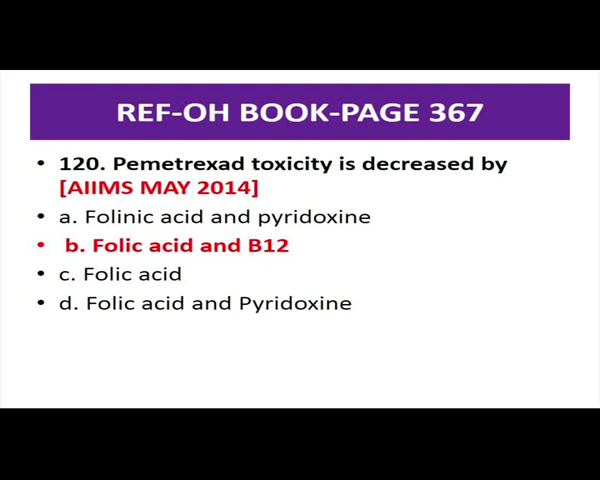 REF-OH BOOK-PAGE 367
• 120. Pemetrexad toxicity is decreased by
[AIIMS MAY 2014]
• a. Folinic acid and pyridoxine
• b. Folic acid and B12
• c. Folic acid
• d. Folic acid and Pyridoxine